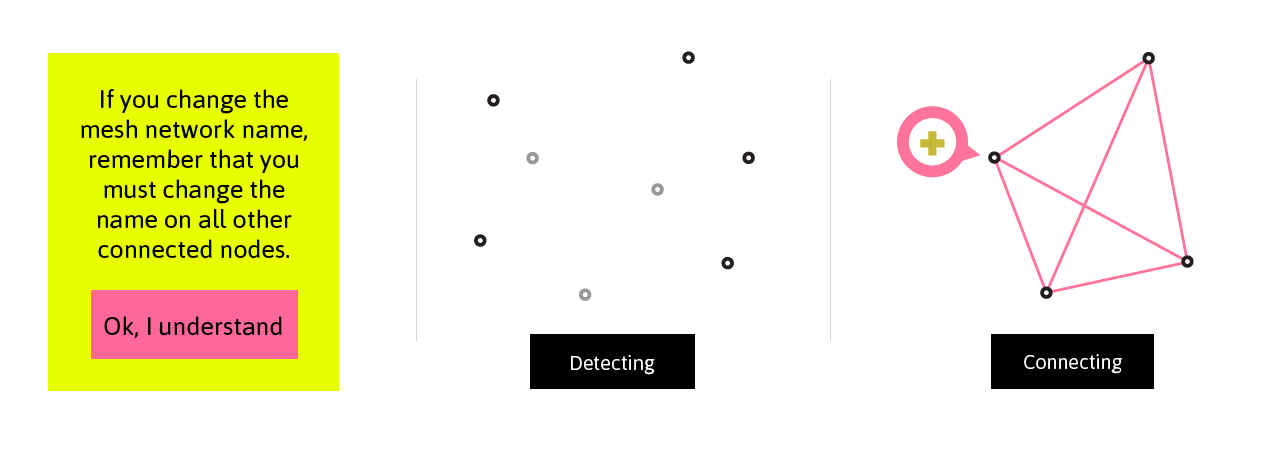 If you change the
mesh network name,
remember that you
must change the
name on all other
connected nodes.
Ok, I understand
Detecting
Connecting